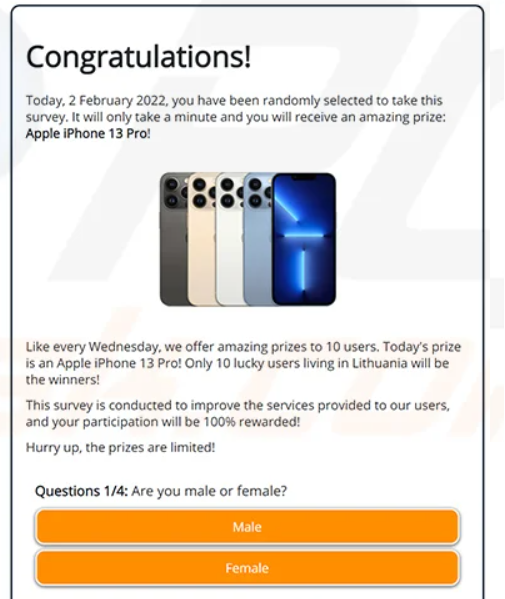 Congratulations!
Today, 2 February 2022, you have been randomly selected to take this
survey. It will only take a minute and you will receive an amazing prize:
Apple iPhone 13 Pro!
Like every Wednesday, we offer amazing prizes to 10 users. Today's prize
is an Apple iPhone 13 Pro! Only 10 lucky users living in Lithuania will be
the winners!
This survey is conducted to improve the services provided to our users,
and your participation will be 100% rewarded!
Hurry up, the prizes are limited!
Questions 1/4: Are you male or female?
Male
Female